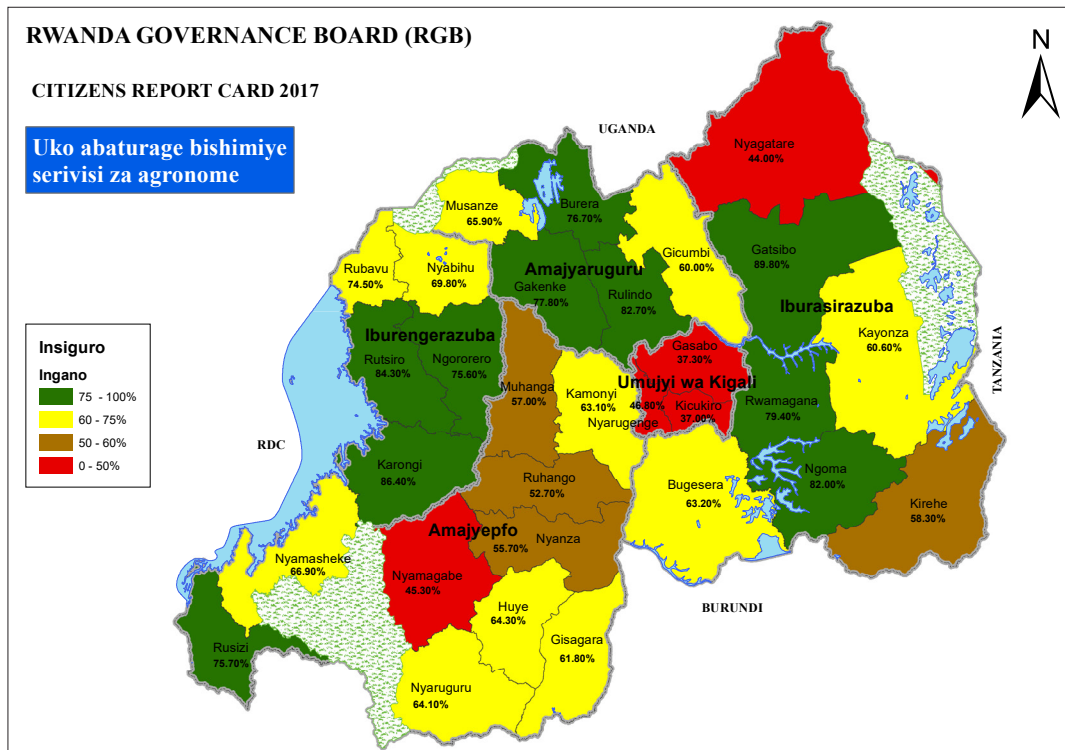 RWANDA GOVERNANCE BOARD (RGB)
N
CITIZENS REPORT CARD 2017
Uko abaturage bishimiye
serivisi za agronome
UGANDA
Nyagatare
44.00%
Musanze
65.90%
Burera
76.70%
Gicumbi
60.00%
Gatsibo
89.80%
Rubavu
74.50%
Nyabihu
69.80%
Amajyaruguru
Gakenke
77.80%
Rulindo
82.70%
Iburasirazuba
Kayonza
60.60%
TANZANIA
Iburengerazuba
Rutsiro
84.30%
Ngororero
75.60%
Gasabo
37.30%
Umujyi wa Kigali
Muhanga
57.00%
Kamonyi
63.10%
Nyarugenge
46.80%
Kicukiro
37.00%
Rwamagana
79.40%
Insiguro
Ingano
75 - 100%
60 - 75%
50 - 60%
0 - 50%
RDC
Karongi
86.40%
Ruhango
52.70%
Bugesera
63.20%
Ngoma
82.00%
Kirehe
58.30%
Amajyepfo
Nyanza
55.70%
Nyamasheke
66.90%
Nyamagabe
45.30%
BURUNDI
Huye
64.30%
Gisagara
61.80%
Rusizi
75.70%
Nyaruguru
64.10%